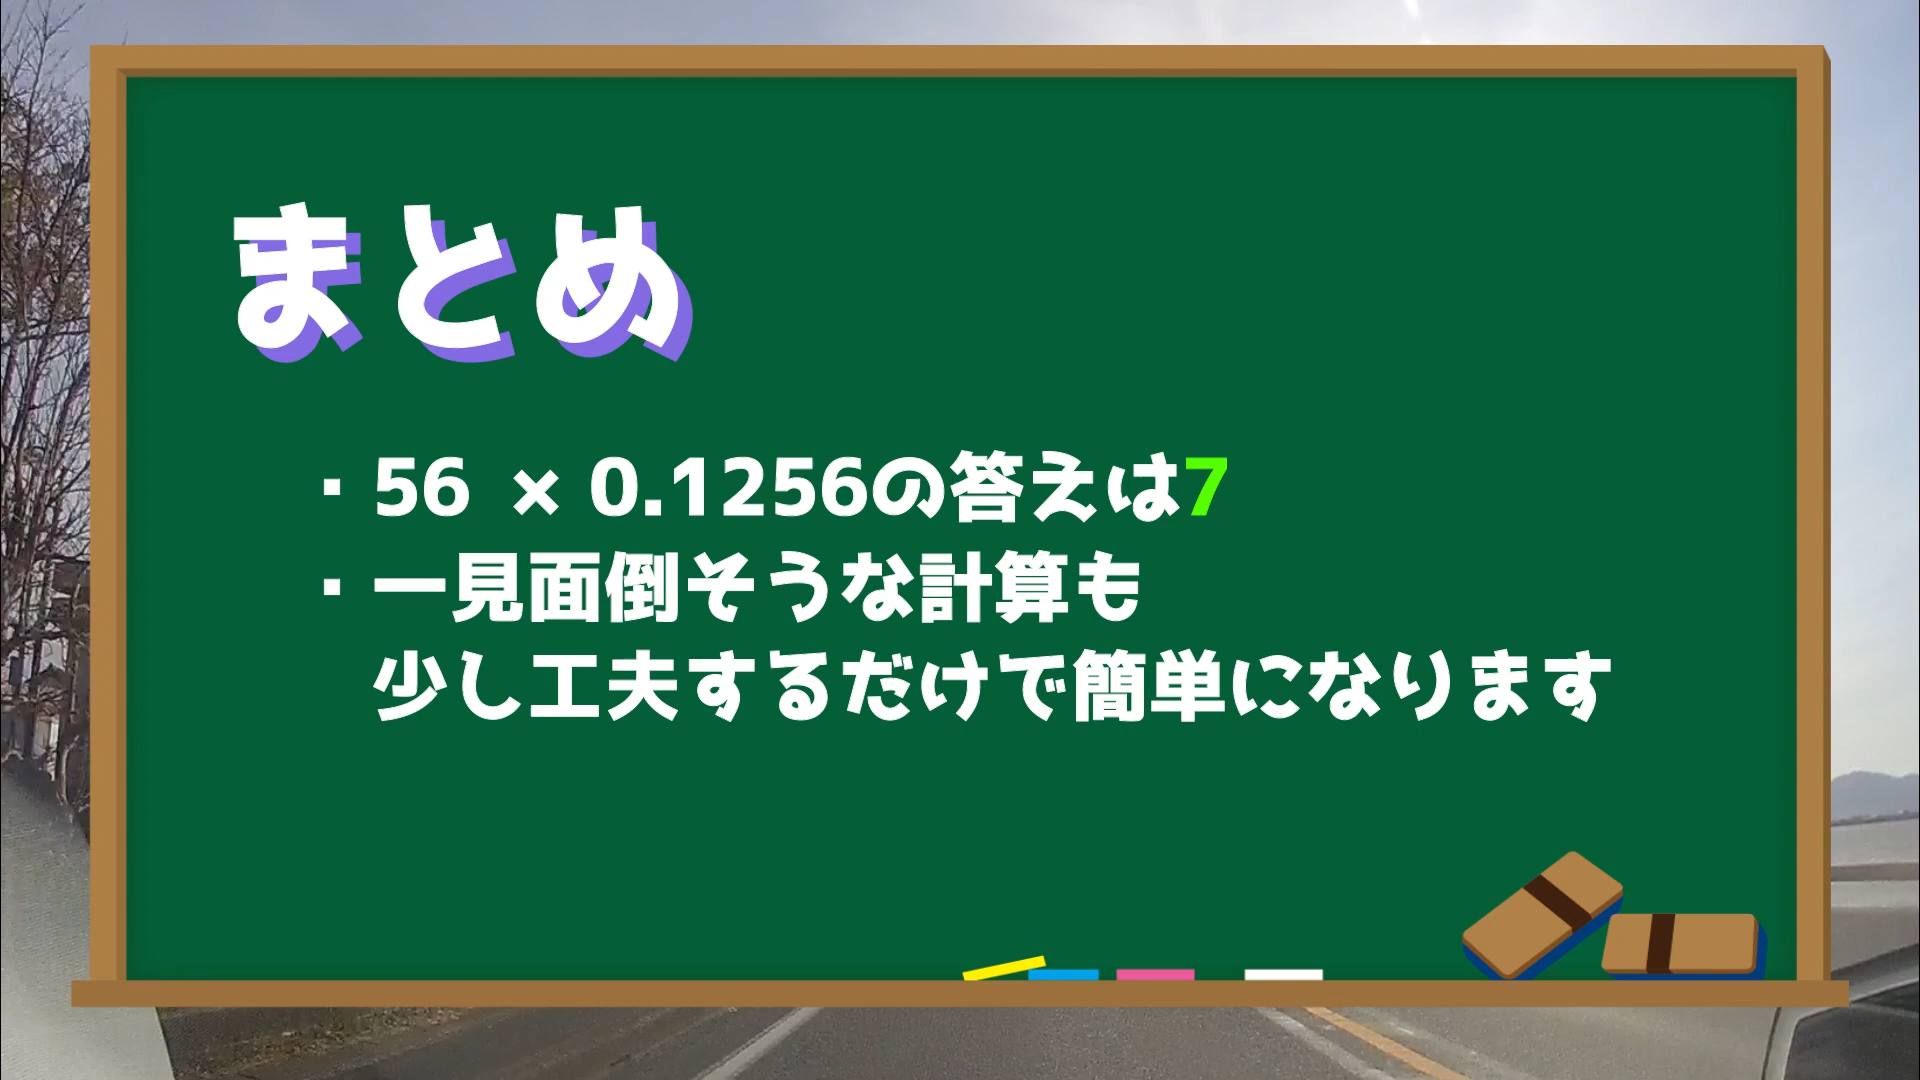 まとめ
・56 × 0.1256の答えは7
・一見面倒そうな計算も
少し工夫するだけで簡単になります